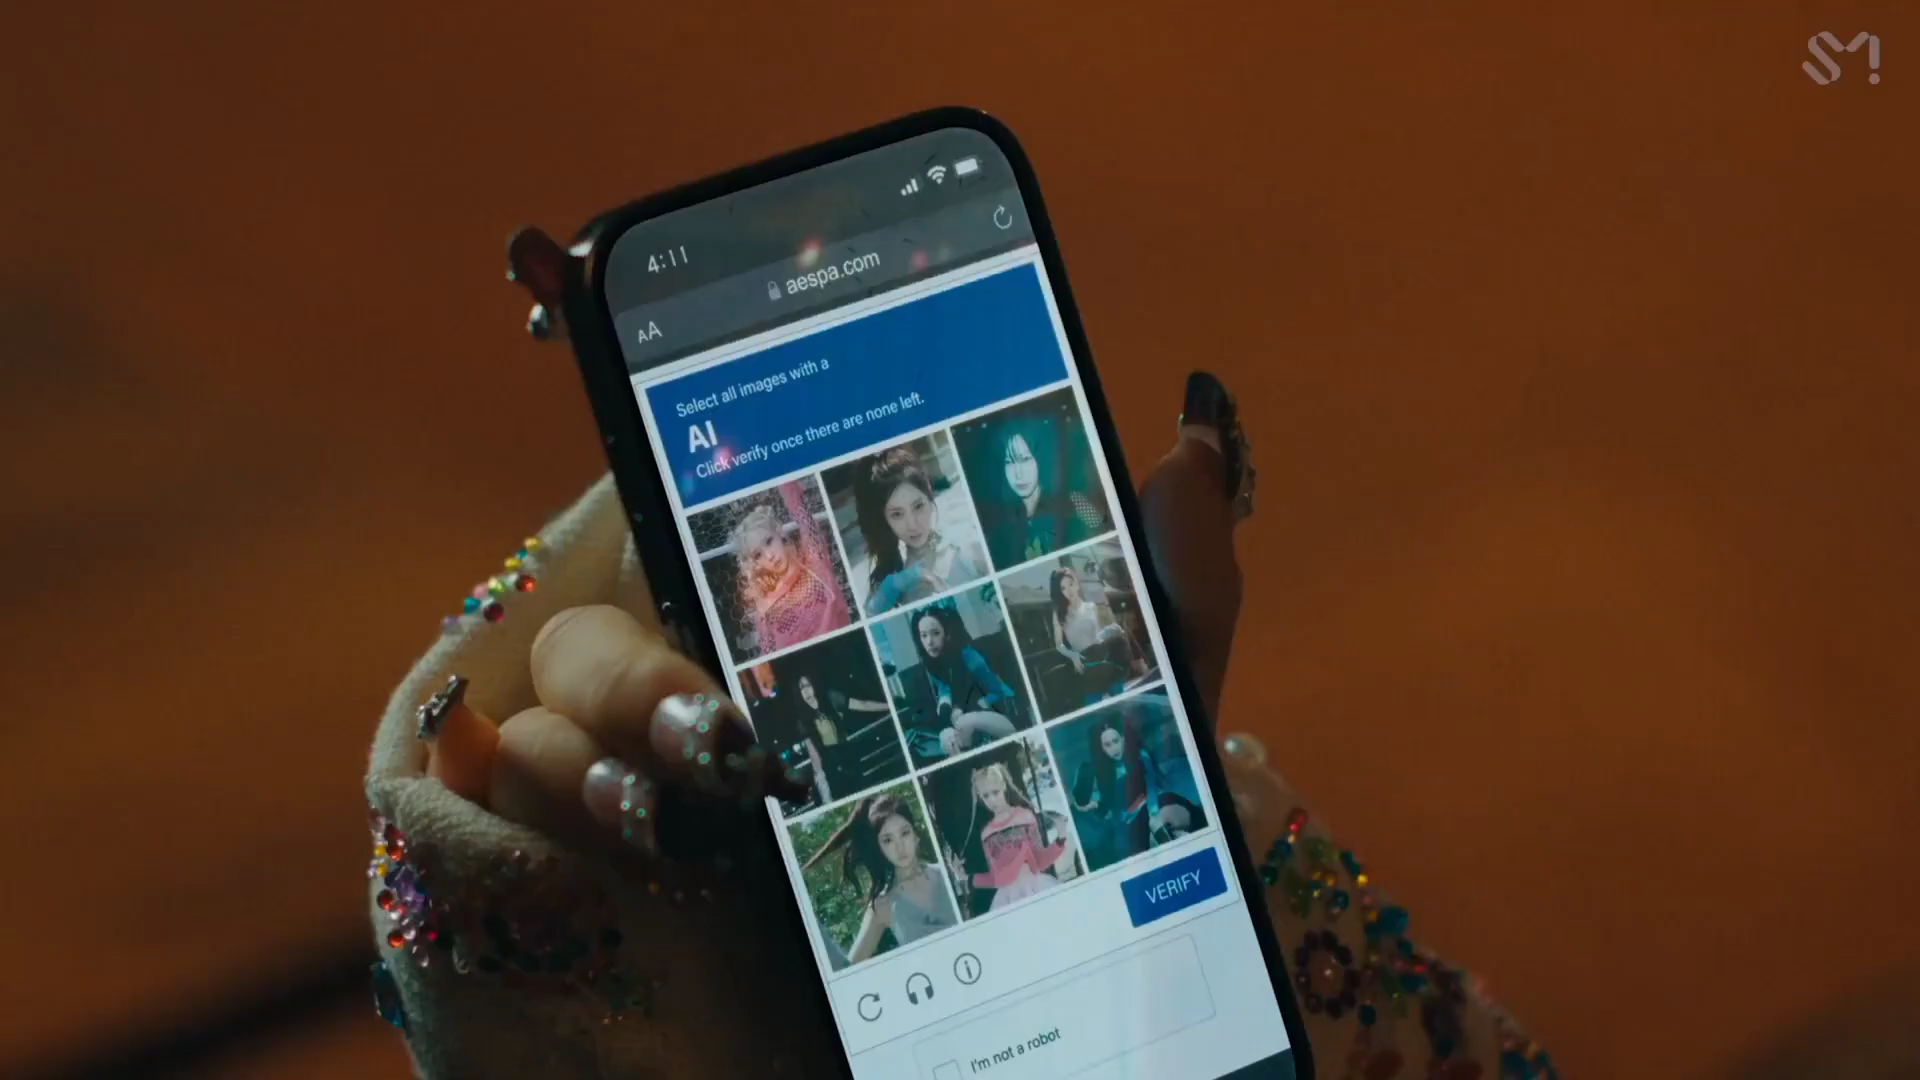 SM!
4:11
AA
aespa.com
Select all images with a
AI
Click verify once there are none left.
VERIFY
I'm not a robot